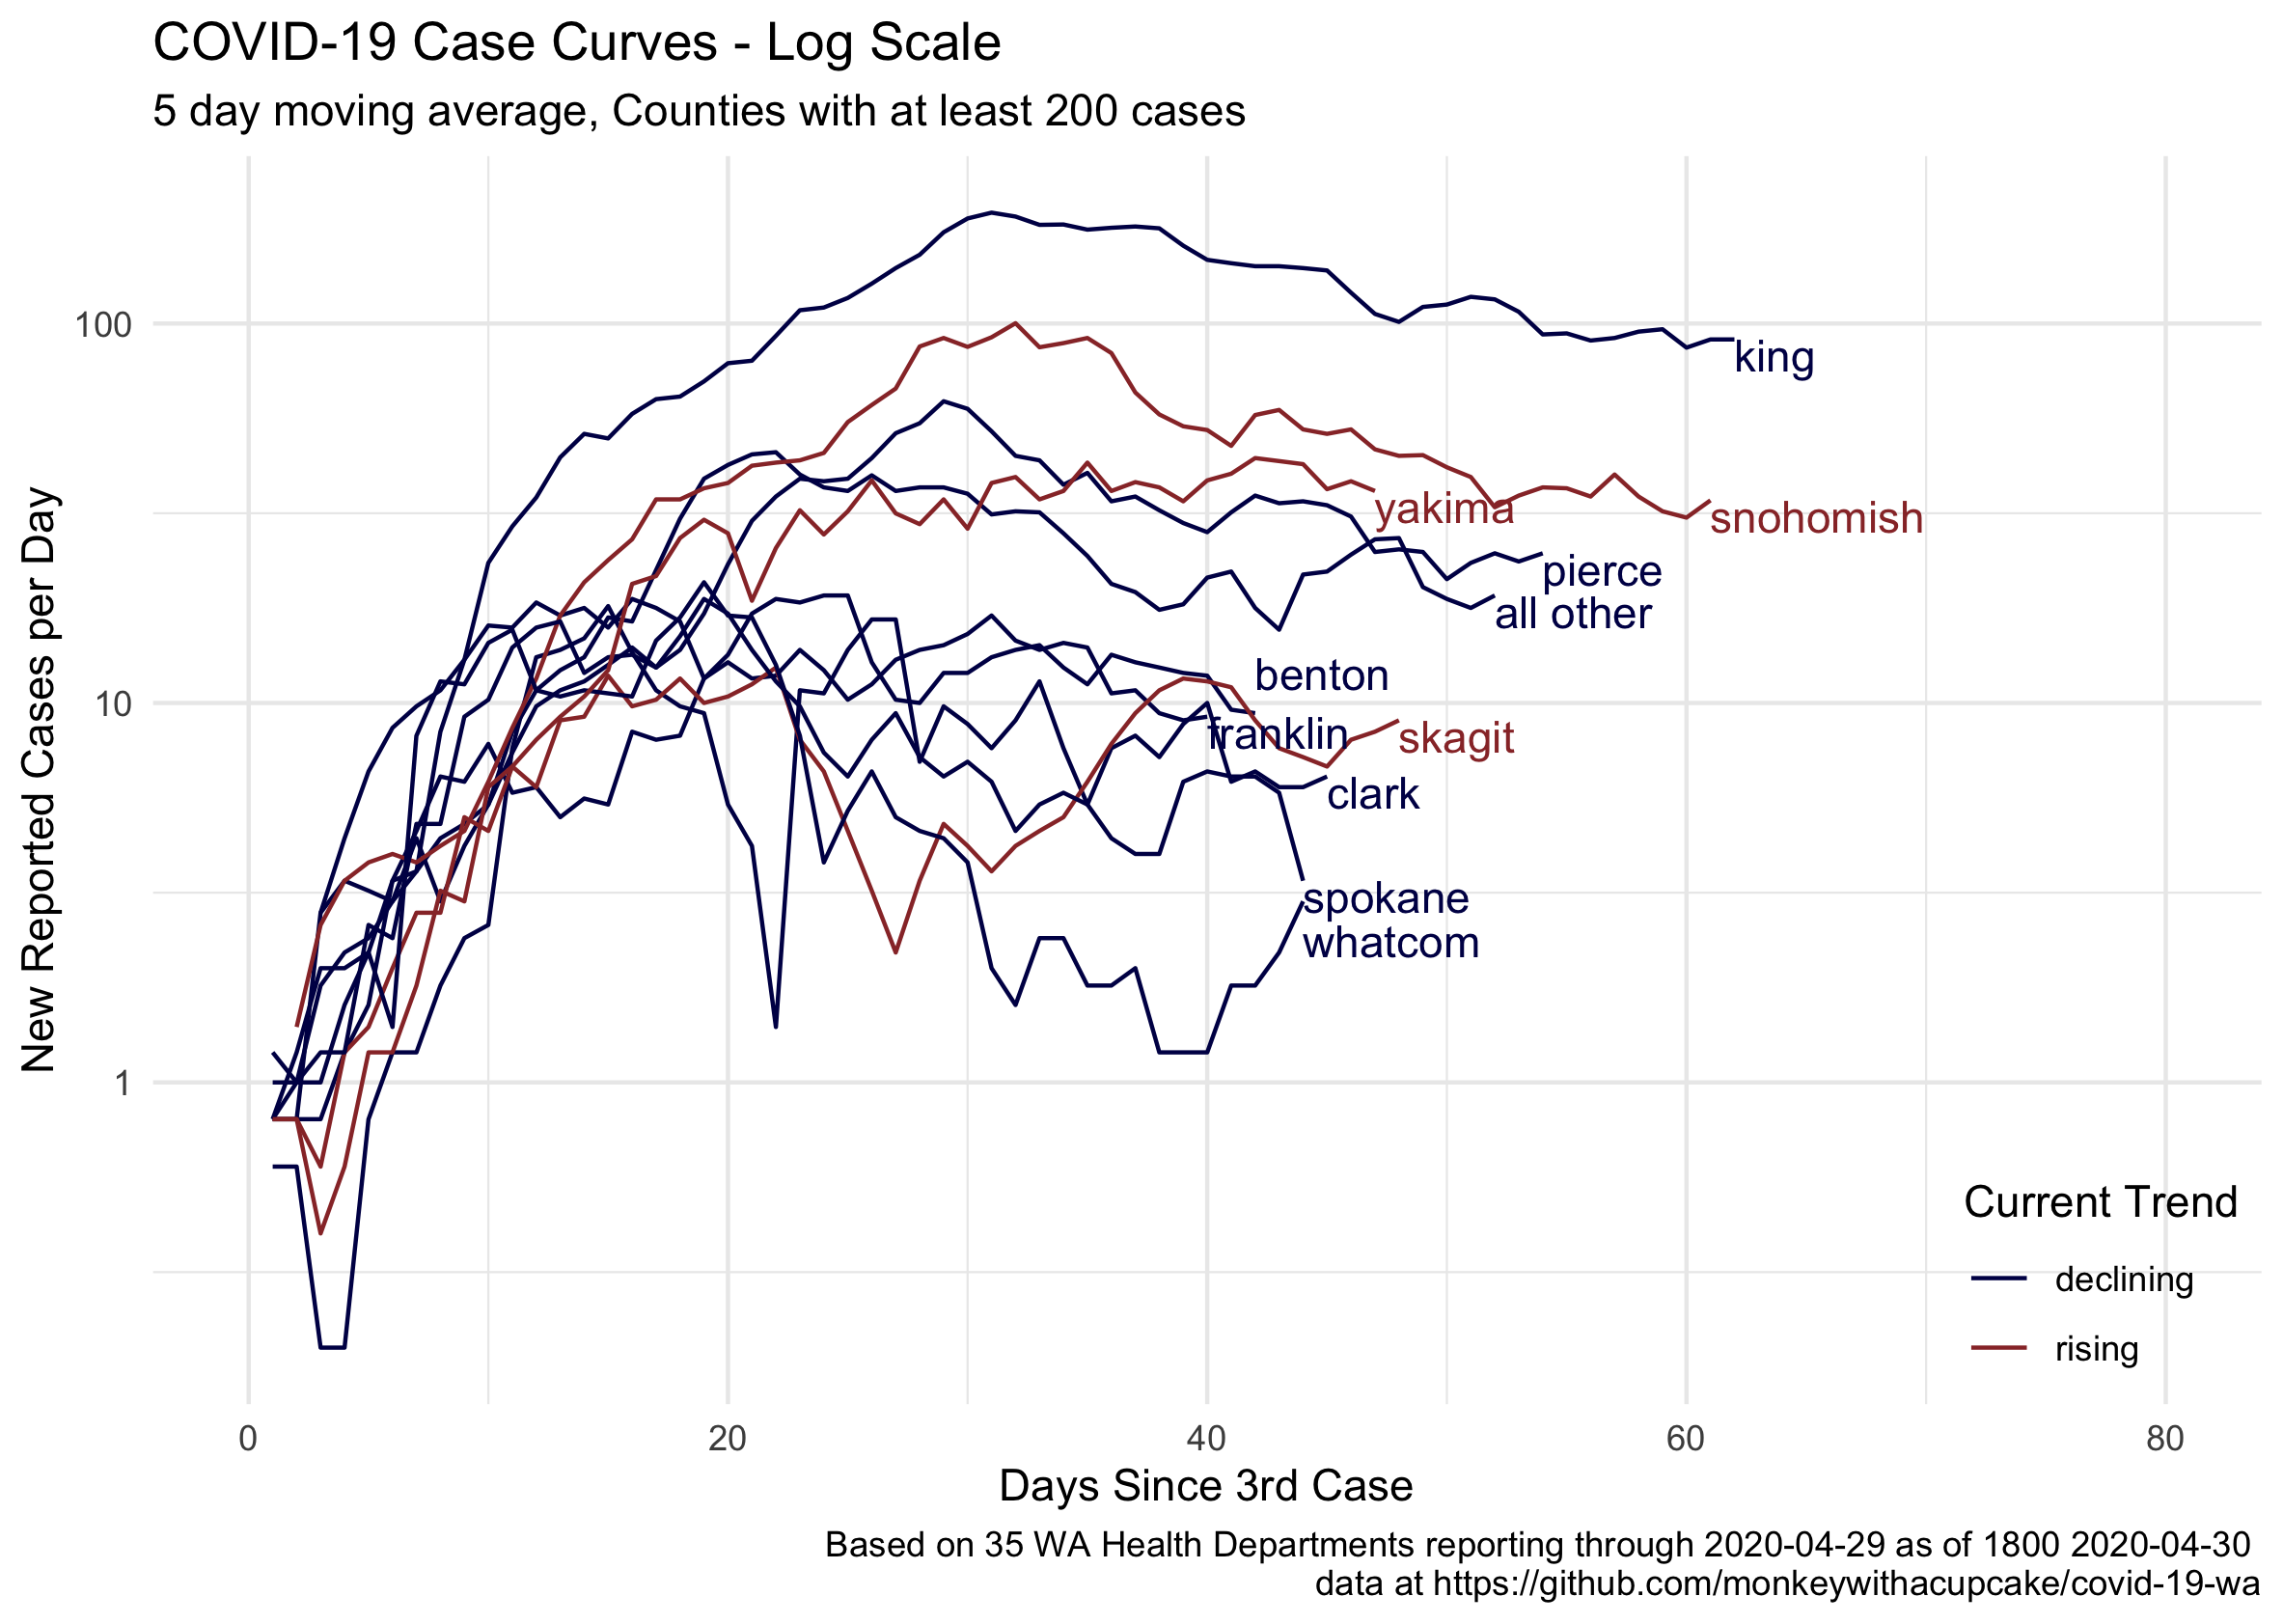 COVID-19 Case Curves - Log Scale
5 day moving average, Counties with at least 200 cases
New Reported Cases per Day
100
10
1
king
yakima
snohomish
pierce
all other
benton
franklin
skagit
clark
spokane
whatcom
Current Trend
declining
rising
0 20 40 60 80
Days Since 3rd Case
Based on 35 WA Health Departments reporting through 2020-04-29 as of 1800 2020-04-30
data at https://github.com/monkeywithacupcake/covid-19-wa